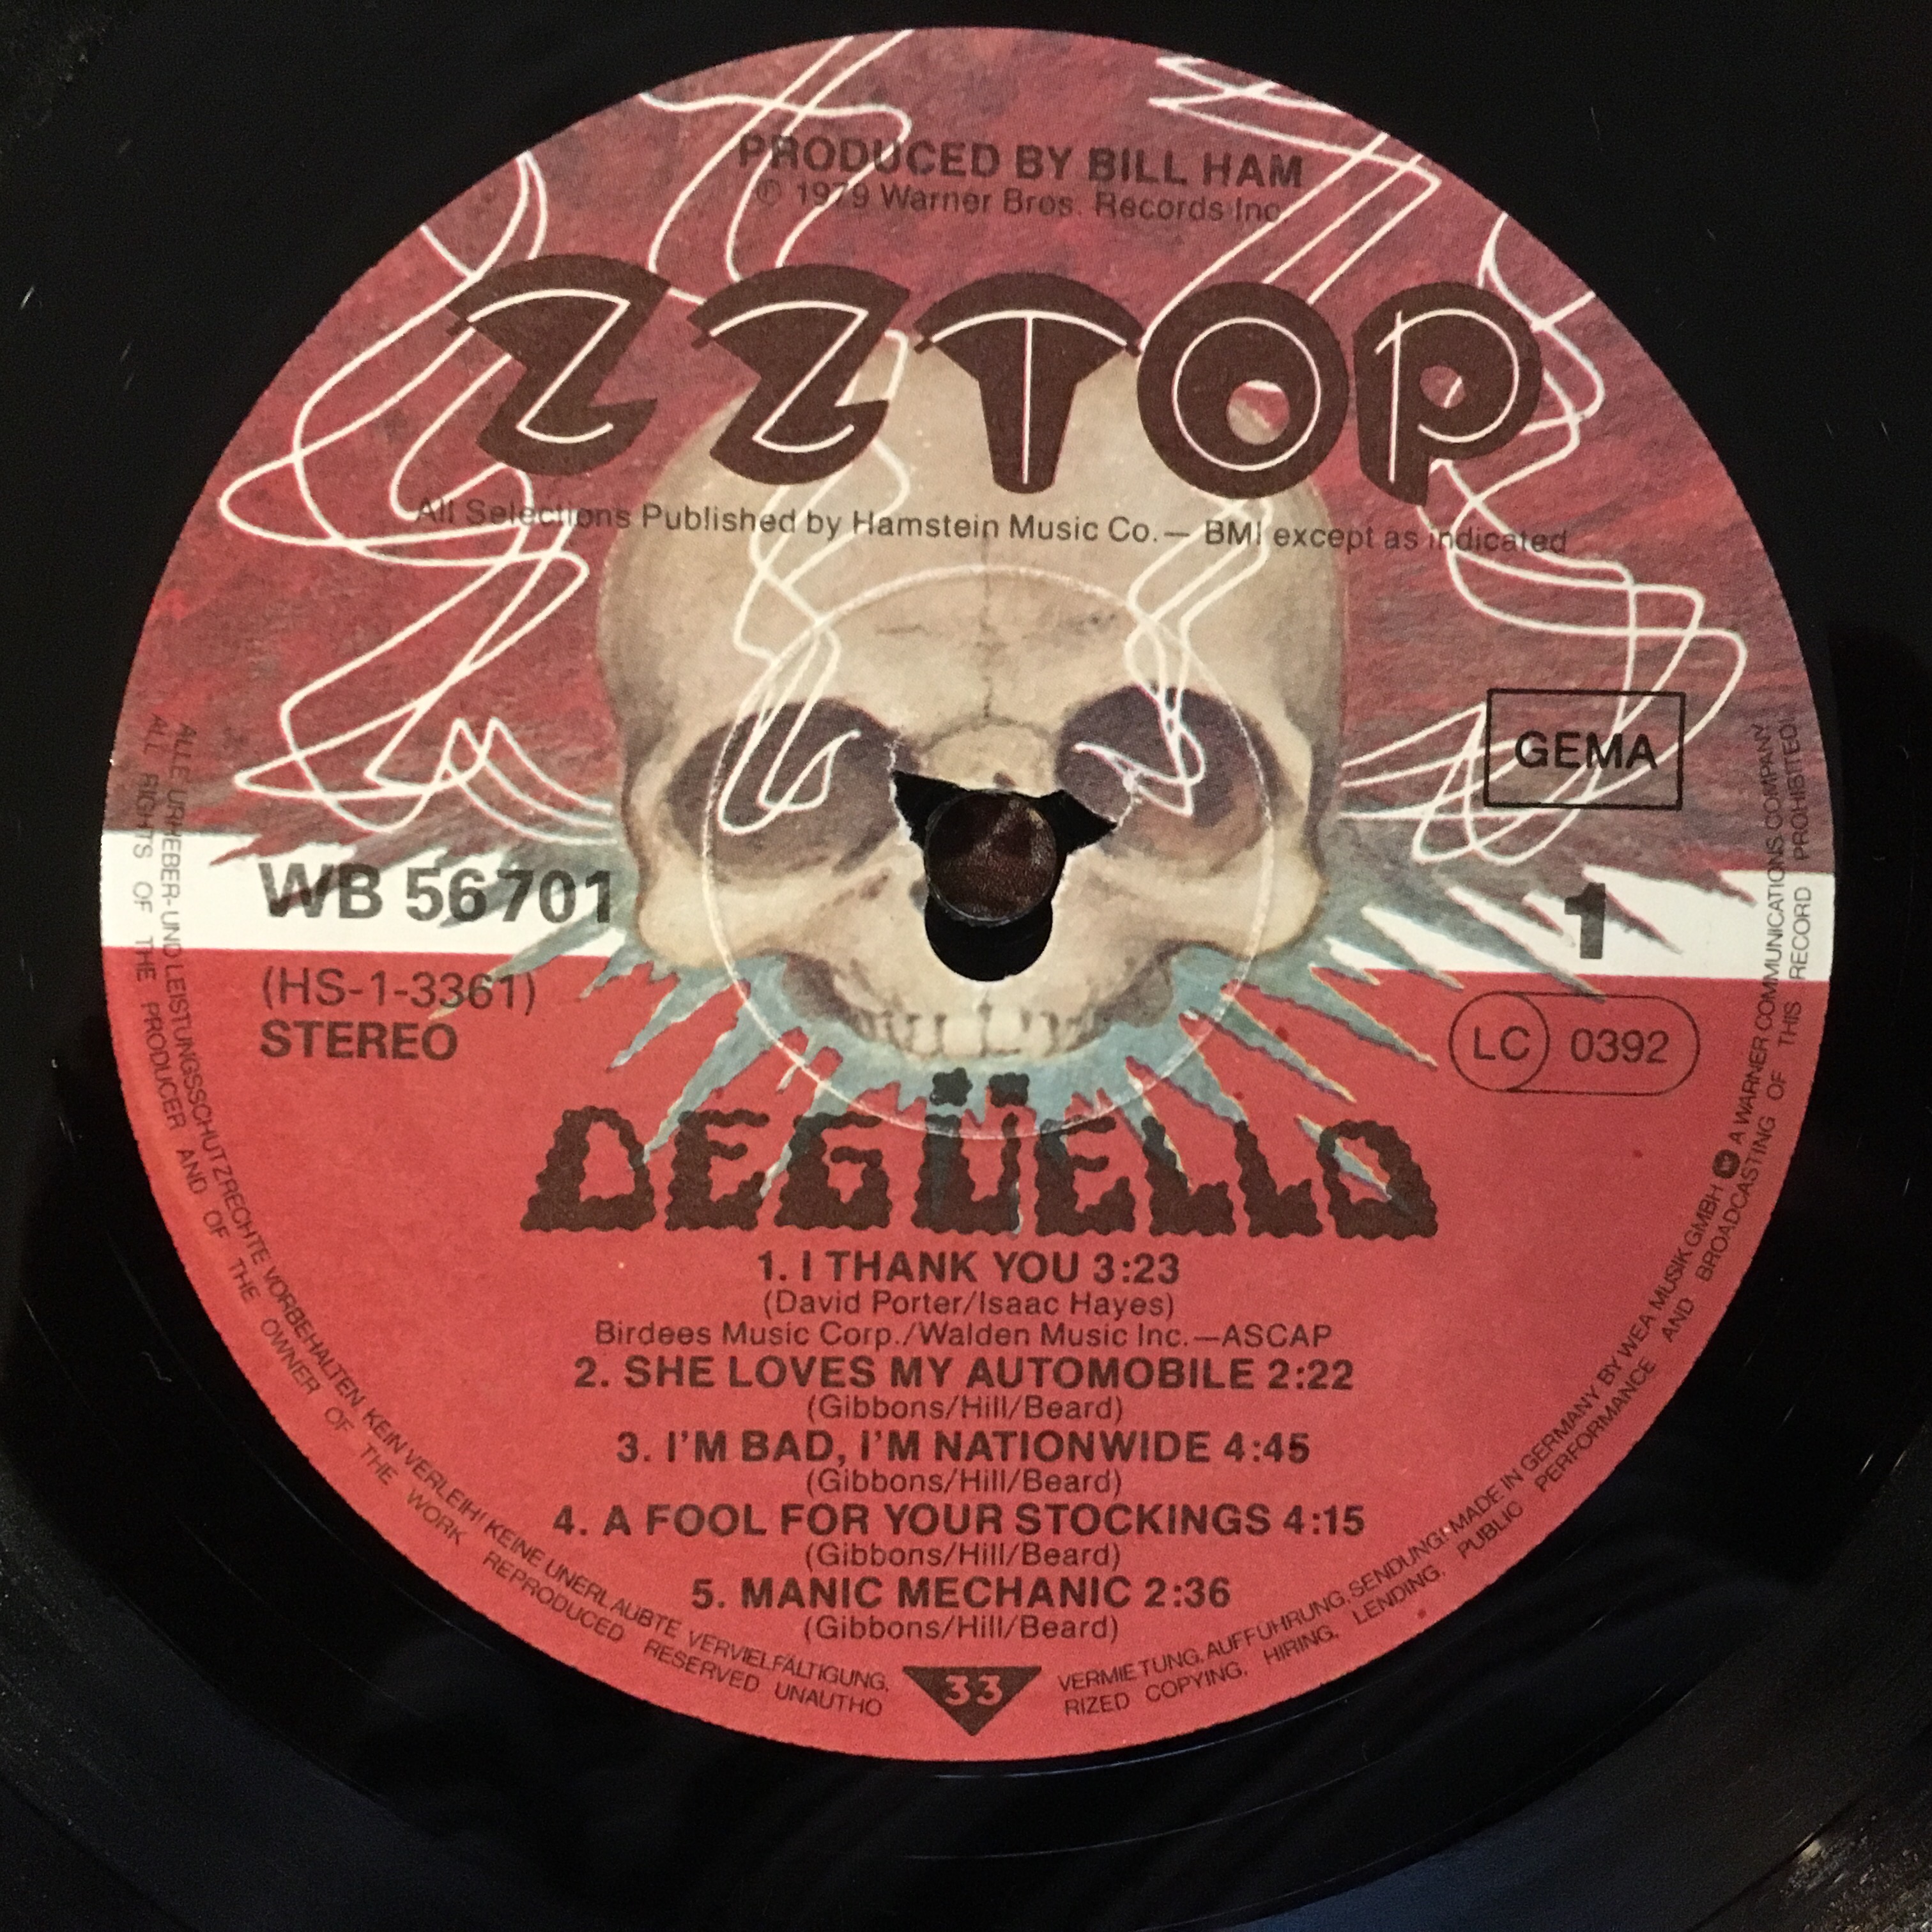 PRODUCED BY BILL HAM
℗ 1979 Warner Bros. Records Inc.
ZZ TOP
All Selections Published by Hamstein Music Co.— BMI except as indicated
GEMA
WB 56 701
1
(HS-1-3361)
STEREO
LC 0392
DEGÜELLO
1. I THANK YOU 3:23
(David Porter/Isaac Hayes)
Birdees Music Corp./Walden Music Inc.—ASCAP
2. SHE LOVES MY AUTOMOBILE 2:22
(Gibbons/Hill/Beard)
3. I'M BAD, I'M NATIONWIDE 4:45
(Gibbons/Hill/Beard)
4. A FOOL FOR YOUR STOCKINGS 4:15
(Gibbons/Hill/Beard)
5. MANIC MECHANIC 2:36
(Gibbons/Hill/Beard)
33
ALLE URHEBER- UND LEISTUNGSSCHUTZRECHTE VORBEHALTEN KEIN VERLEIH! KEINE UNERLAUBTE VERVIELFÄLTIGUNG, VERMIETUNG, AUFFÜHRUNG, SENDUNG! MADE IN GERMANY BY WEA MUSIK GMBH A WARNER COMMUNICATIONS COMPANY
ALL RIGHTS OF THE PRODUCER AND OF THE OWNER OF THE WORK REPRODUCED RESERVED UNAUTHORIZED COPYING, HIRING, LENDING, PUBLIC PERFORMANCE AND BROADCASTING OF THIS RECORD PROHIBITED!